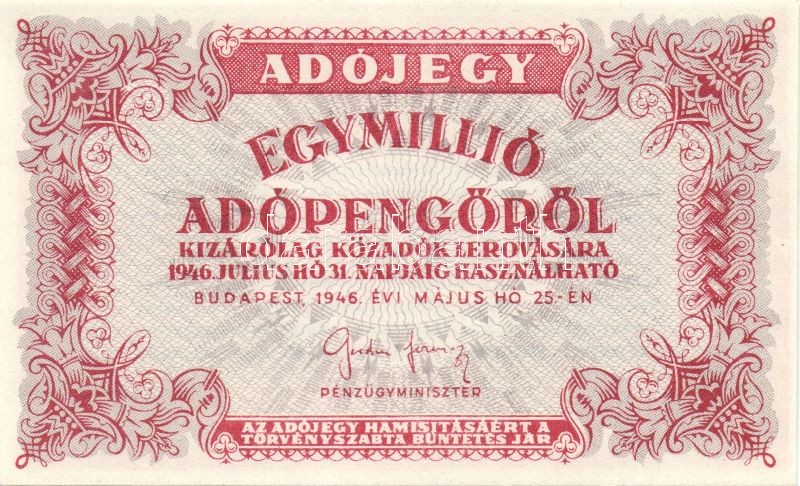 ADÓJEGY
EGYMILLIÓ
ADÓPENGŐRŐL
KIZÁRÓLAG KÖZADÓK LEROVÁSÁRA
1946. JULIUS HÓ 31. NAPJÁIG HASZNÁLHATÓ
BUDAPEST, 1946. ÉVI MÁJUS HÓ 25.-ÉN
PÉNZÜGYMINISZTER
AZ ADÓJEGY HAMISITÁSÁÉRT A
TÖRVÉNYSZABTA BÜNTETÉS JÁR